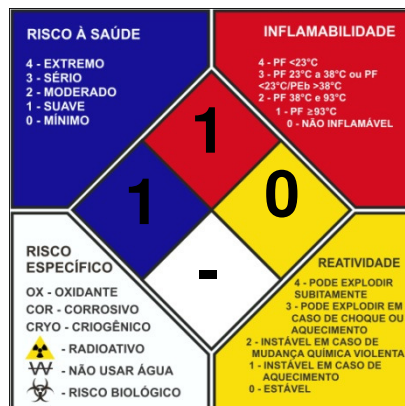 RISCO À SAÚDE
4 - EXTREMO
3 - SÉRIO
2 - MODERADO
1 - SUAVE
0 - MÍNIMO
INFLAMABILIDADE
4 - PF <23°C
3 - PF 23°C a 38°C ou PF
<23°C/PEb >38°C
2 - PF 38°C e 93°C
1 - PF ≥93°C
0 - NÃO INFLAMÁVEL
1
1
0
-
RISCO
ESPECÍFICO
OX - OXIDANTE
COR - CORROSIVO
CRYO - CRIOGÊNICO
- RADIOATIVO
W - NÃO USAR ÁGUA
- RISCO BIOLÓGICO
REATIVIDADE
4 - PODE EXPLODIR
SUBITAMENTE
3 - PODE EXPLODIR EM
CASO DE CHOQUE OU
AQUECIMENTO
2 - INSTÁVEL EM CASO DE
MUDANÇA QUÍMICA VIOLENTA
1 - INSTÁVEL EM CASO DE
AQUECIMENTO
0 - ESTÁVEL